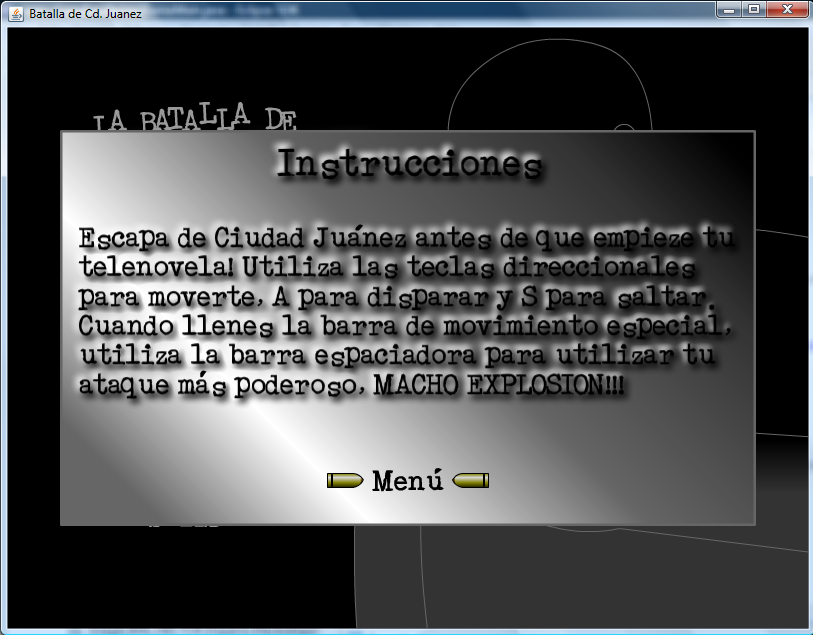 Batalla de Cd. Juanez
LA BATALLA DE
Instrucciones
Escapa de Ciudad Juánez antes de que empieze tu
telenovela! Utiliza las teclas direccionales
para moverte, A para disparar y S para saltar.
Cuando llenes la barra de movimiento especial,
utiliza la barra espaciadora para utilizar tu
ataque más poderoso, MACHO EXPLOSION!!!
Menú